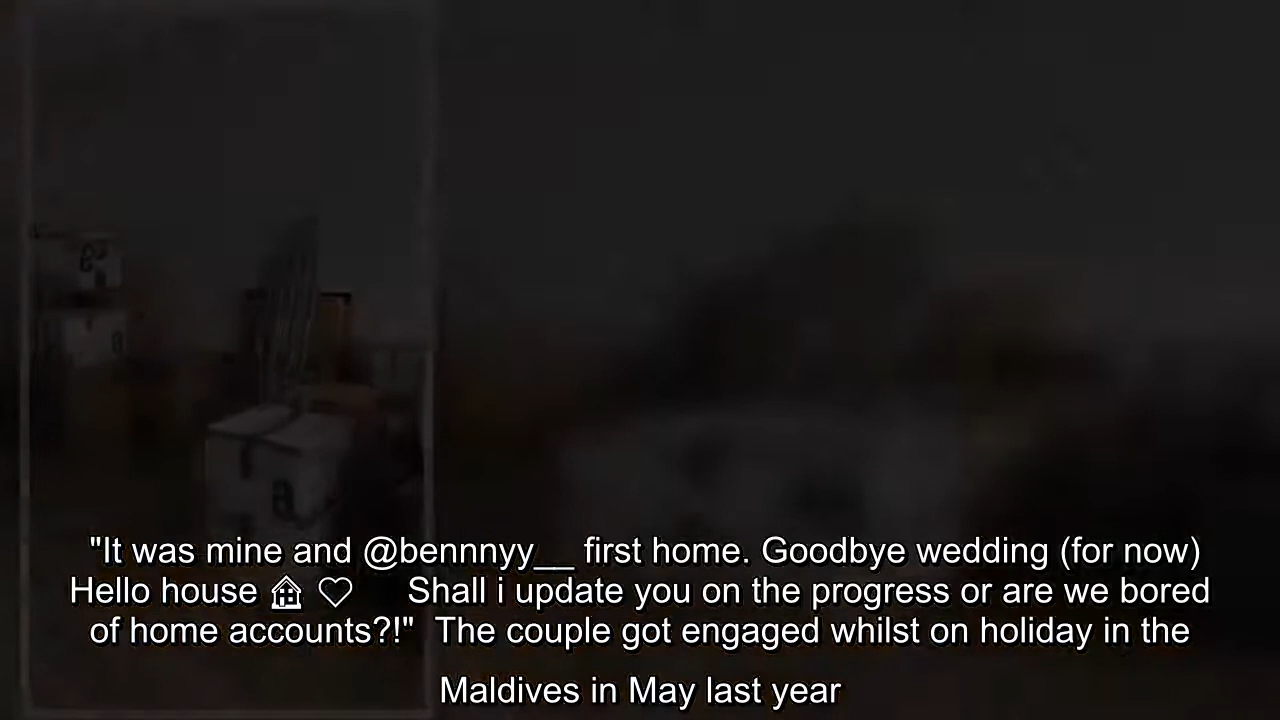 "It was mine and @bennnyy__ first home. Goodbye wedding (for now)
Hello house 🏠 ♡ Shall i update you on the progress or are we bored
of home accounts?!" The couple got engaged whilst on holiday in the
Maldives in May last year